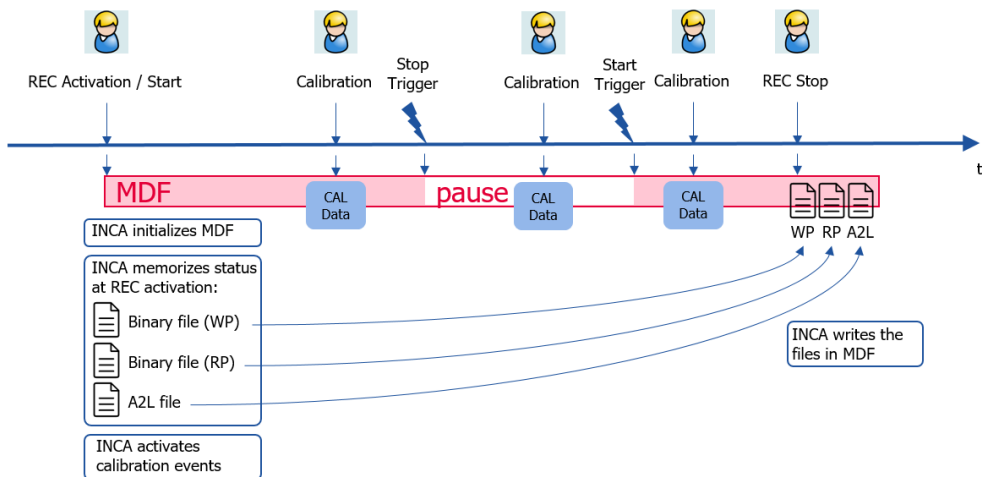 REC Activation / Start
Calibration
Stop
Trigger
Calibration
Start
Trigger
Calibration
REC Stop
t
MDF
pause
CAL
Data
CAL
Data
CAL
Data
WP RP A2L
INCA initializes MDF
INCA memorizes status
at REC activation:
Binary file (WP)
Binary file (RP)
A2L file
INCA writes the
files in MDF
INCA activates
calibration events